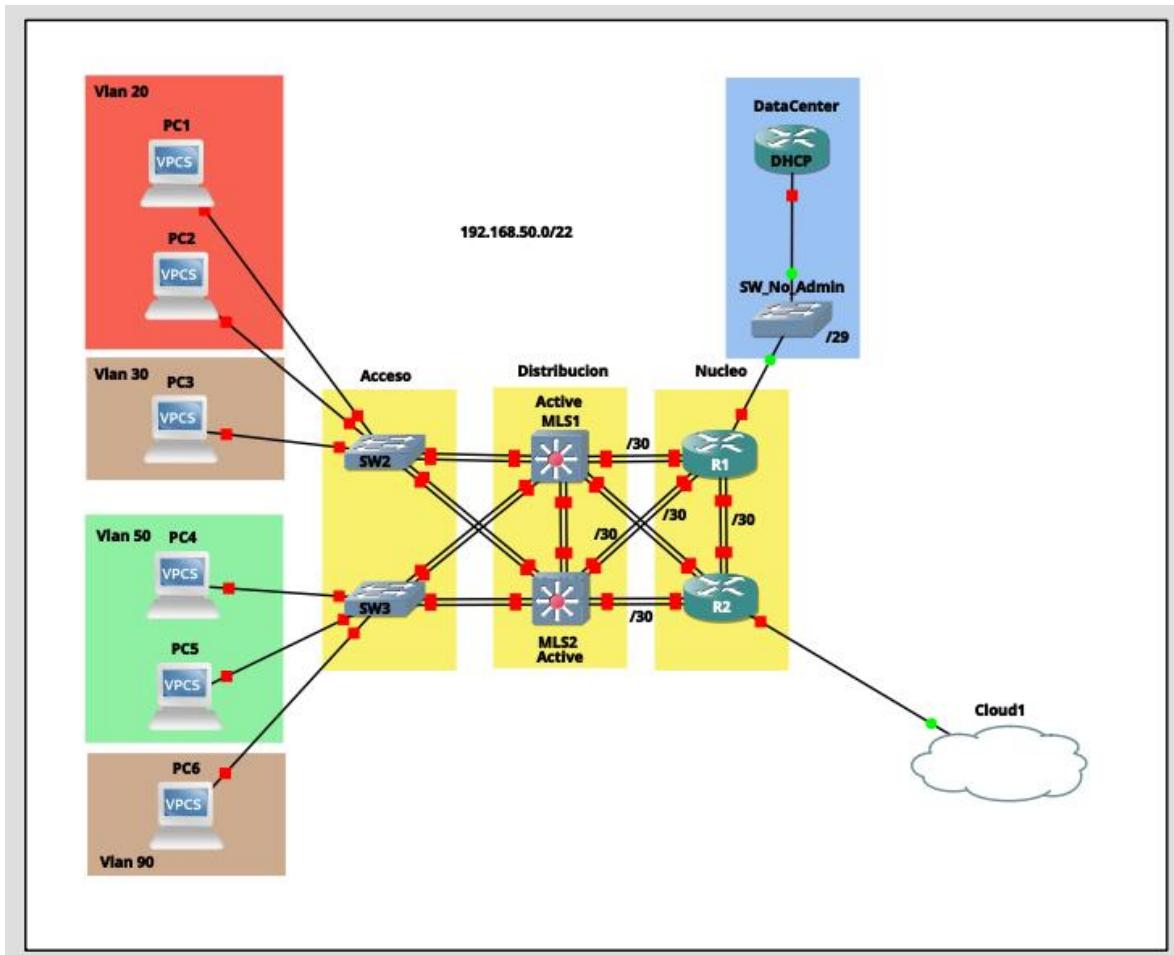 Vlan 20
PC1
VPCS
PC2
VPCS
Vlan 30
PC3
VPCS
Vlan 50
PC4
VPCS
PC5
VPCS
PC6
VPCS
Vlan 90
192.168.50.0/22
Acceso
SW2
SW3
Distribucion
Active
MLS1
MLS2
Active
Nucleo
R1
R2
/30
/30
/30
/30
/30
DataCenter
DHCP
SW_No_Admin
/29
Cloud1